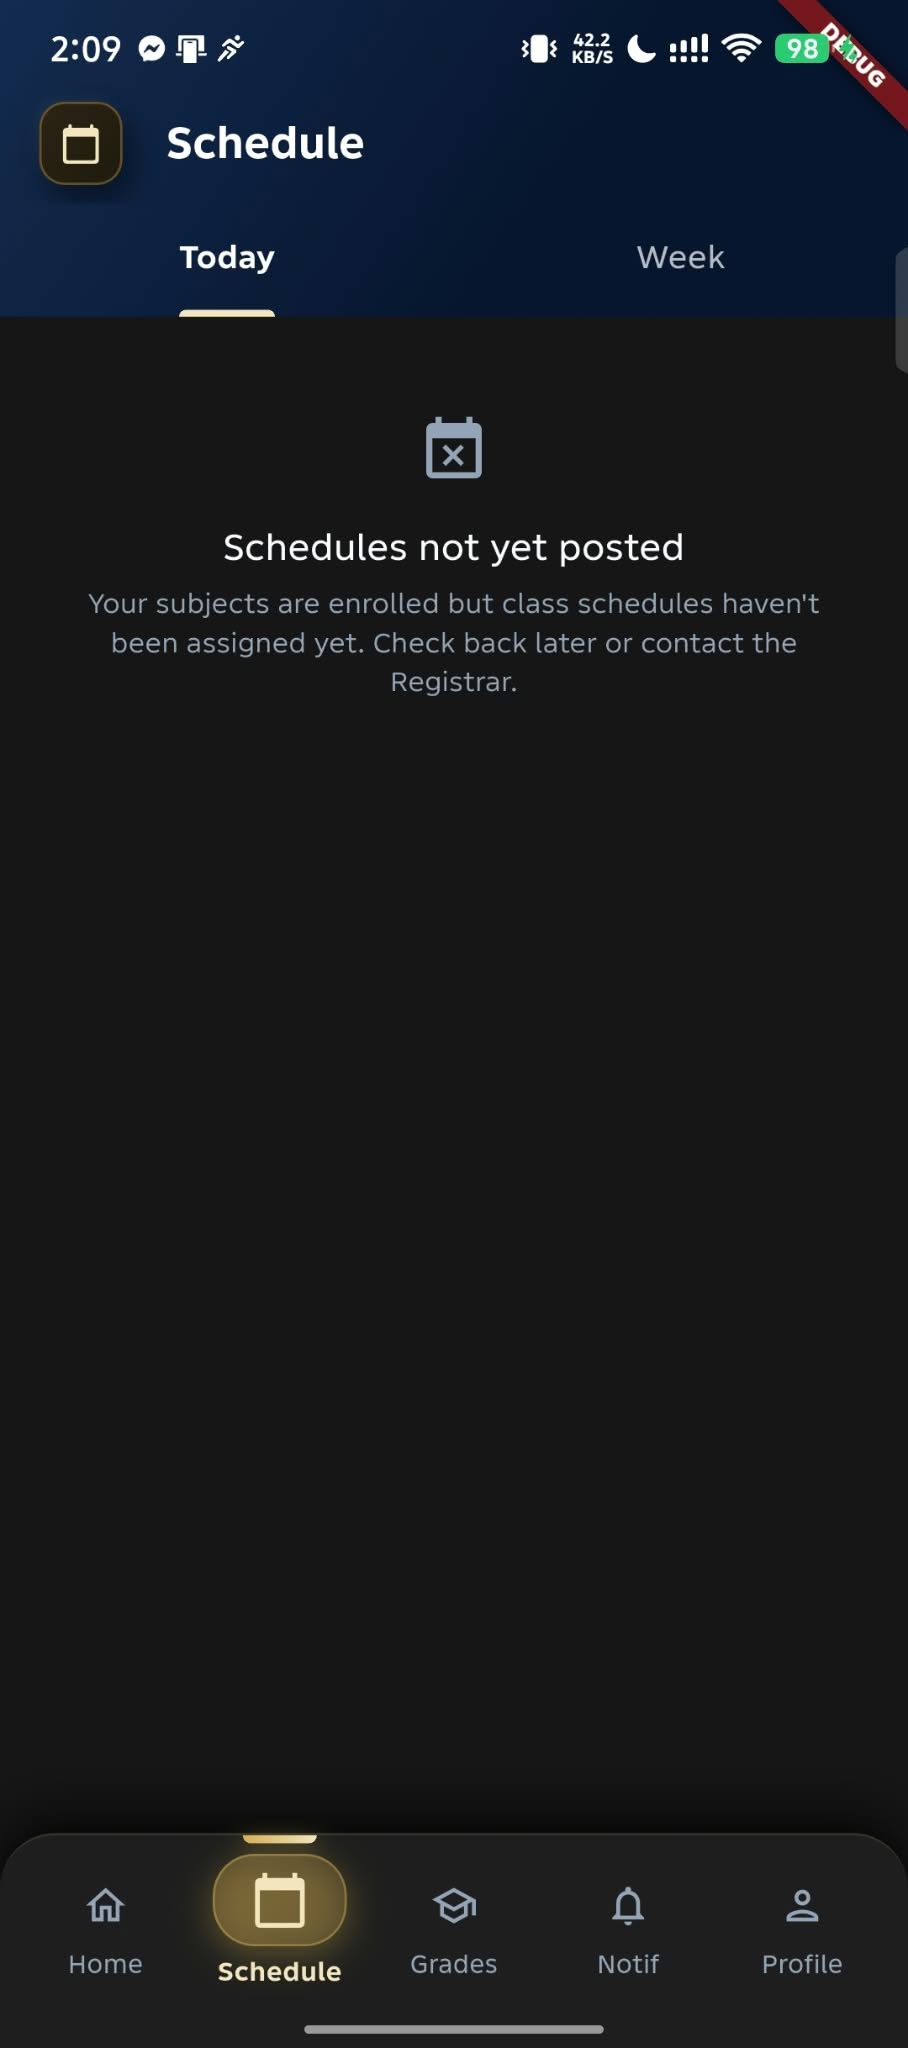 2:09
42.2
KB/S
98
DEBUG
Schedule
Today
Week
Schedules not yet posted
Your subjects are enrolled but class schedules haven't
been assigned yet. Check back later or contact the
Registrar.
Home
Schedule
Grades
Notif
Profile